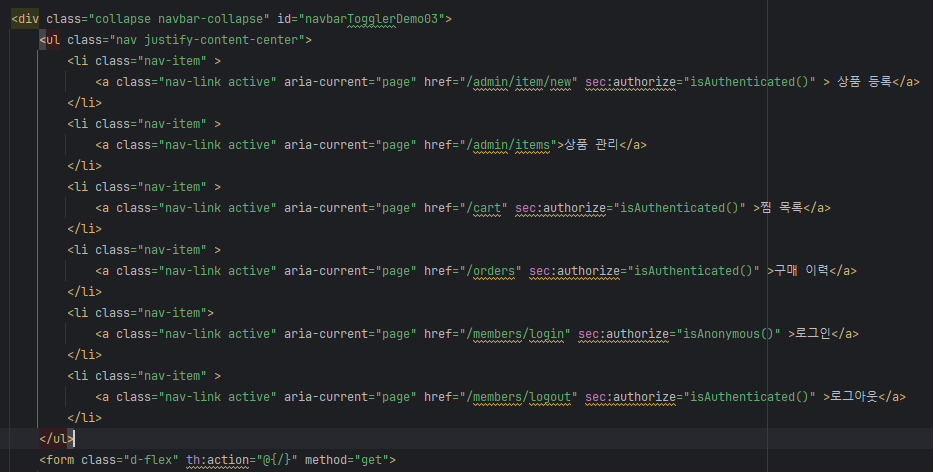 <div class="collapse navbar-collapse" id="navbarTogglerDemo03">
<ul class="nav justify-content-center">
<li class="nav-item" >
<a class="nav-link active" aria-current="page" href="/admin/item/new" sec:authorize="isAuthenticated()" > 상품 등록</a>
</li>
<li class="nav-item" >
<a class="nav-link active" aria-current="page" href="/admin/items">상품 관리</a>
</li>
<li class="nav-item" >
<a class="nav-link active" aria-current="page" href="/cart" sec:authorize="isAuthenticated()" >찜 목록</a>
</li>
<li class="nav-item" >
<a class="nav-link active" aria-current="page" href="/orders" sec:authorize="isAuthenticated()" >구매 이력</a>
</li>
<li class="nav-item">
<a class="nav-link active" aria-current="page" href="/members/login" sec:authorize="isAnonymous()" >로그인</a>
</li>
<li class="nav-item" >
<a class="nav-link active" aria-current="page" href="/members/logout" sec:authorize="isAuthenticated()" >로그아웃</a>
</li>
</ul>
<form class="d-flex" th:action="@{/}" method="get">